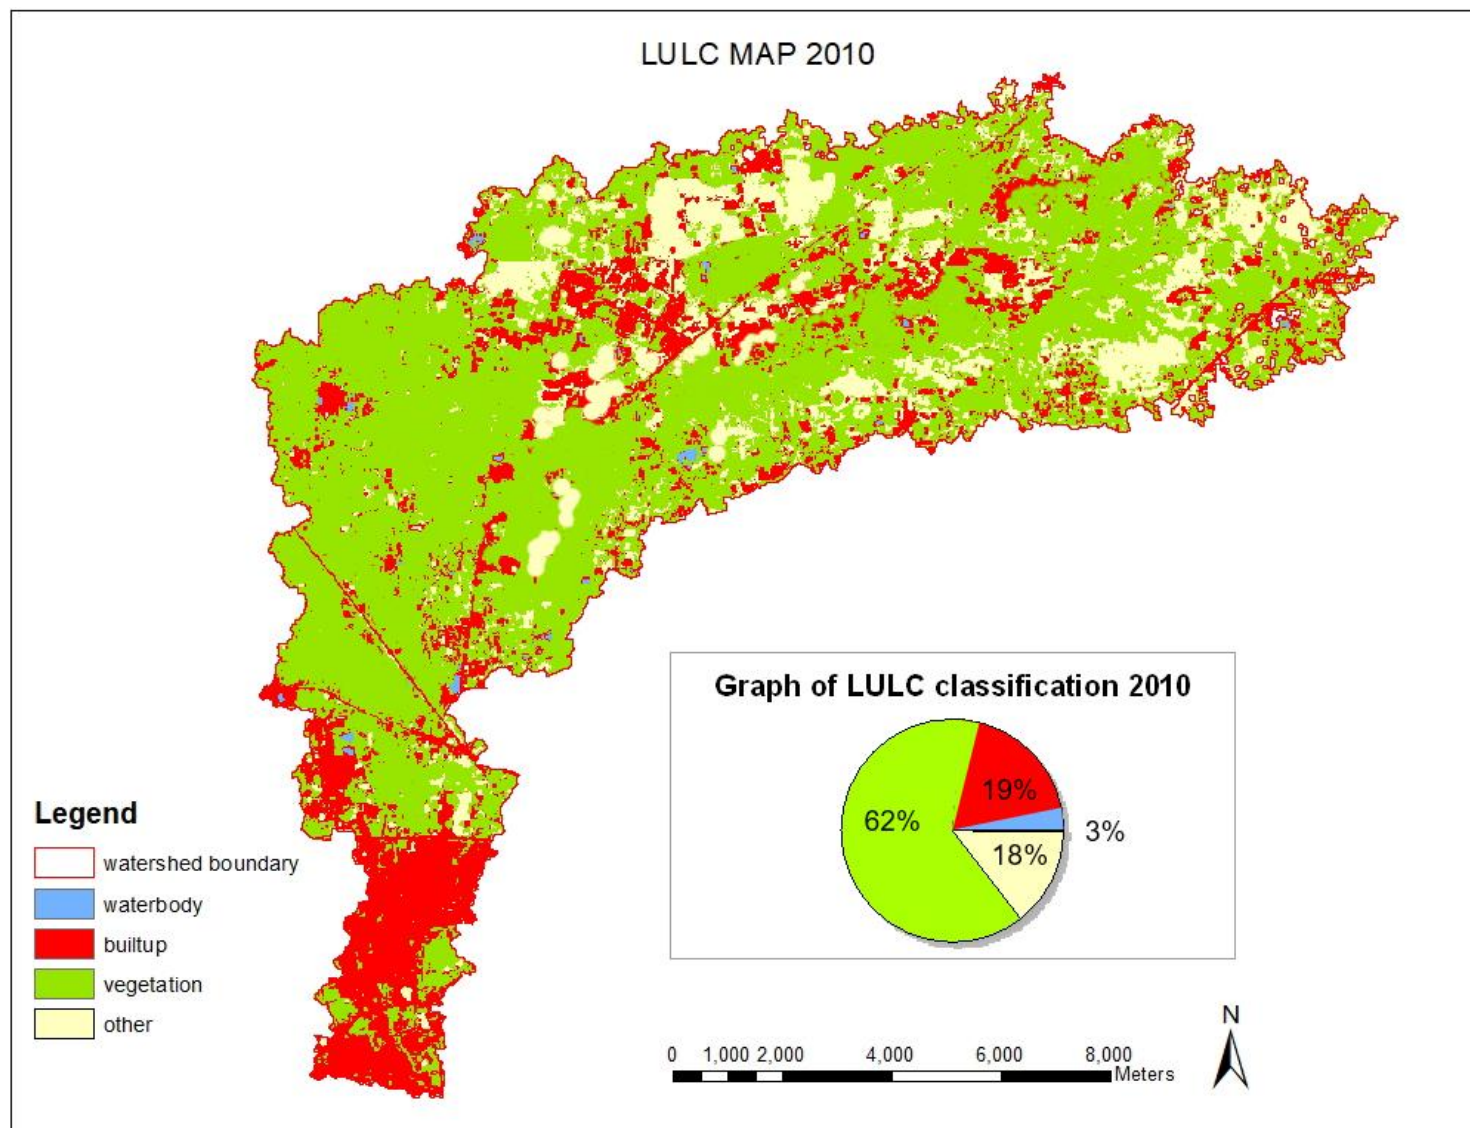 LULC MAP 2010
Graph of LULC classification 2010
19%
62%
3%
18%
Legend
watershed boundary
waterbody
builtup
vegetation
other
N
0 1,000 2,000 4,000 6,000 8,000
Meters